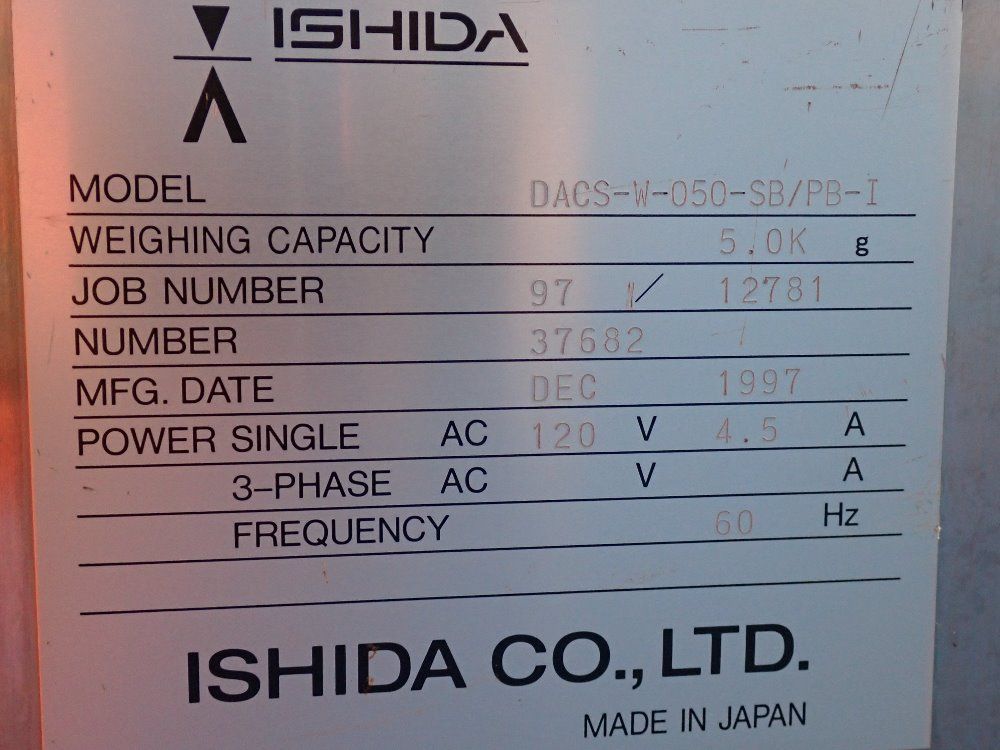 ISHIDA
MODEL DACS-W-050-SB/PB-I
WEIGHING CAPACITY 5.0K g
JOB NUMBER 97 / 12781
NUMBER 37682
MFG. DATE DEC 1997
POWER SINGLE AC 120 V 4.5 A
3-PHASE AC V A
FREQUENCY 60 Hz
ISHIDA CO., LTD.
MADE IN JAPAN